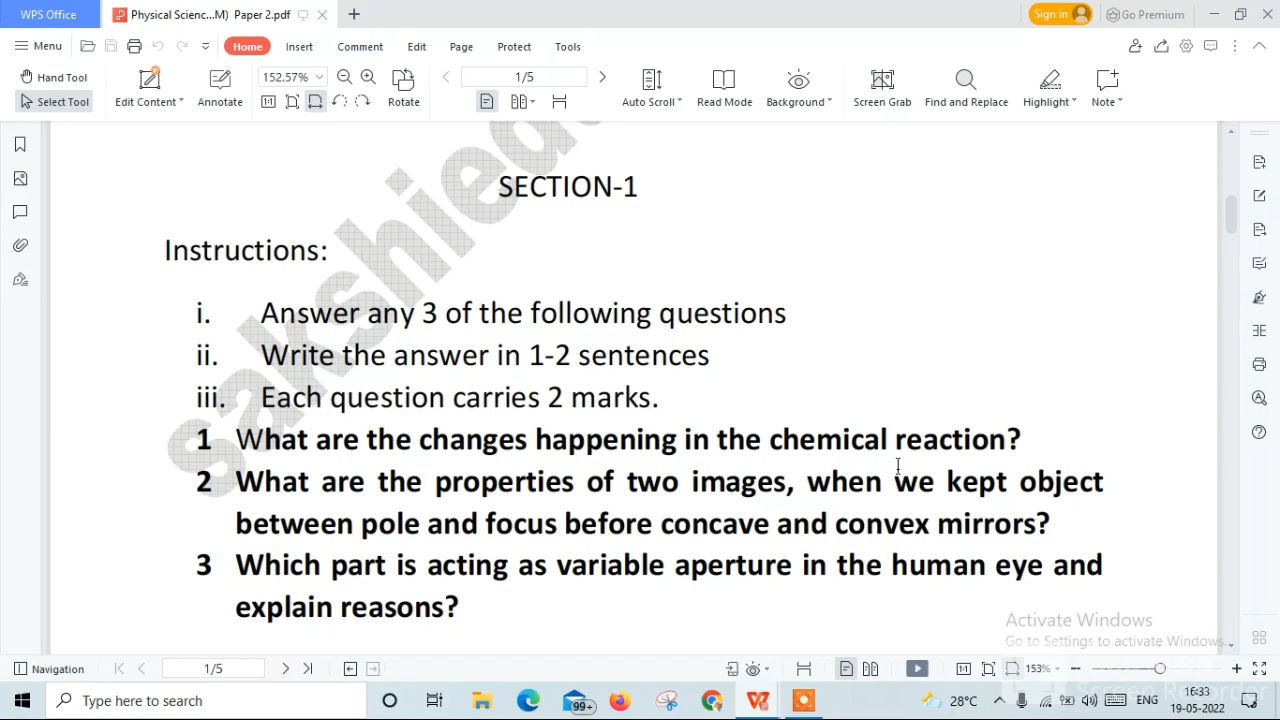 WPS Office
Physical Scienc...M) Paper 2.pdf
Sign in
Go Premium
Menu
Home
Insert
Comment
Edit
Page
Protect
Tools
Hand Tool
Select Tool
Edit Content
Annotate
152.57%
Rotate
1/5
Auto Scroll
Read Mode
Background
Screen Grab
Find and Replace
Highlight
Note
SECTION-1
Instructions:
i. Answer any 3 of the following questions
ii. Write the answer in 1-2 sentences
iii. Each question carries 2 marks.
1 What are the changes happening in the chemical reaction?
2 What are the properties of two images, when we kept object
between pole and focus before concave and convex mirrors?
3 Which part is acting as variable aperture in the human eye and
explain reasons?
Activate Windows
Go to Settings to activate Windows.
Navigation
1/5
153%
Type here to search
99+
28°C
ENG
16:33
19-05-2022